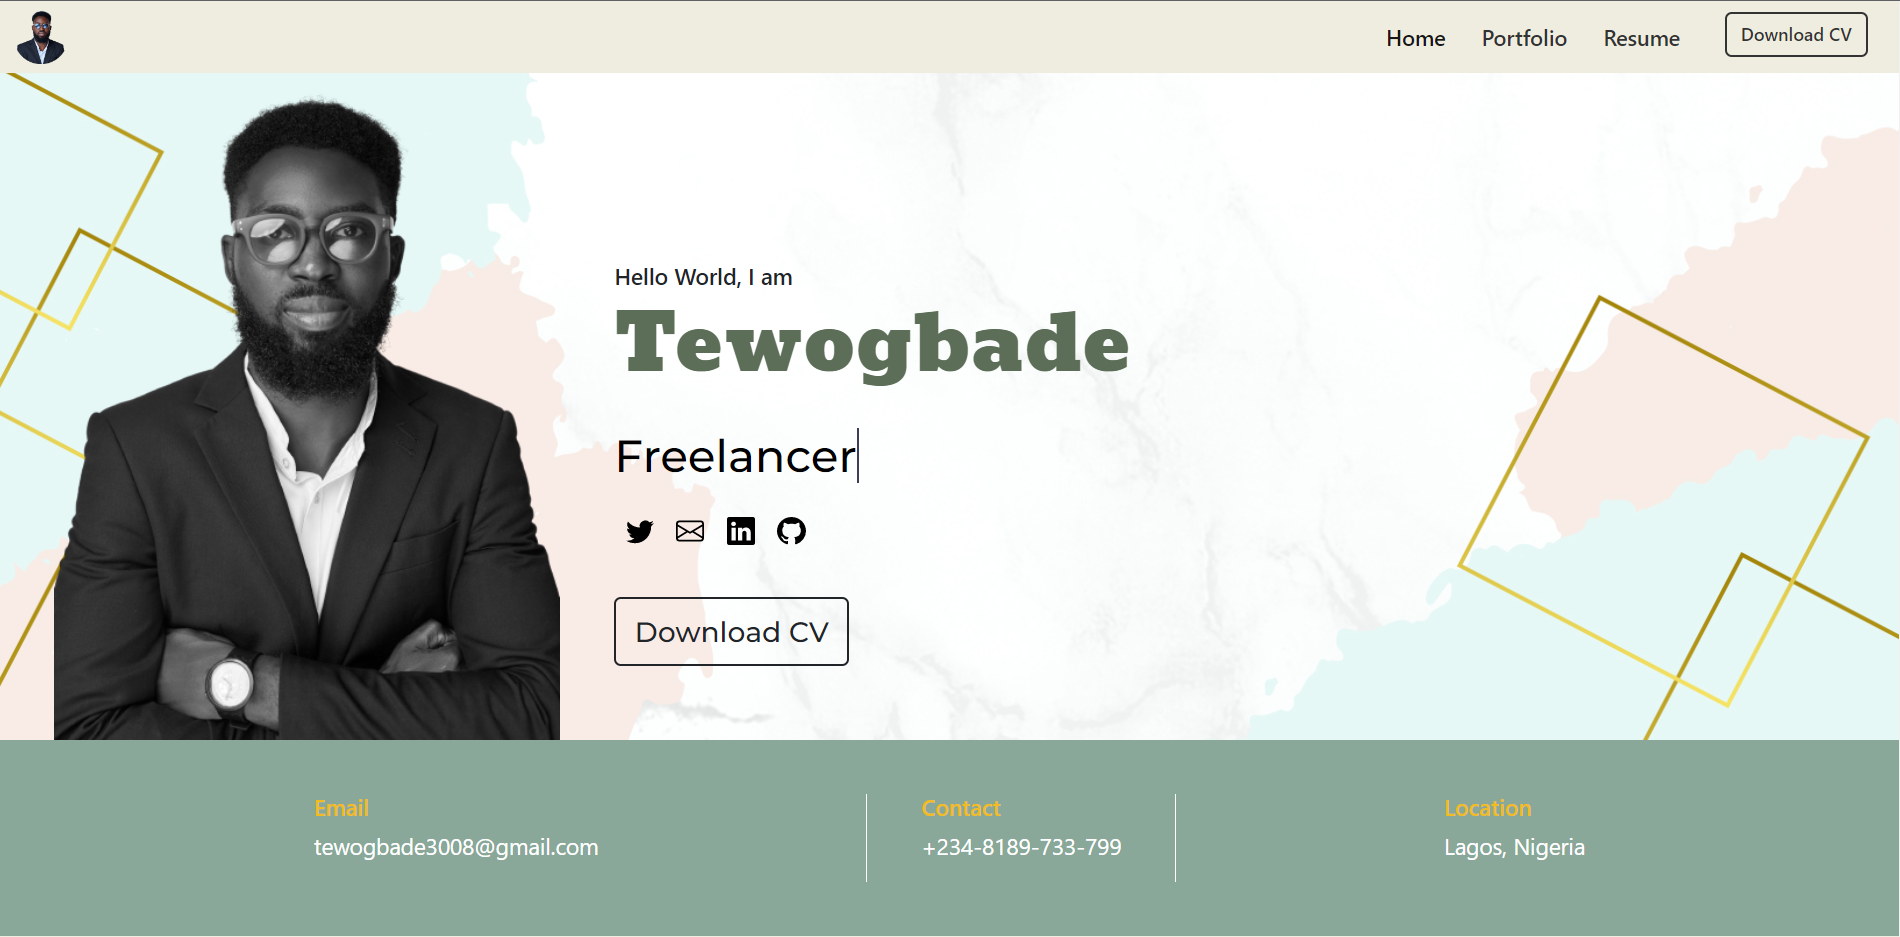 Home Portfolio Resume Download CV
Hello World, I am
Tewogbade
Freelancer
Download CV
Email
tewogbade3008@gmail.com
Contact
+234-8189-733-799
Location
Lagos, Nigeria